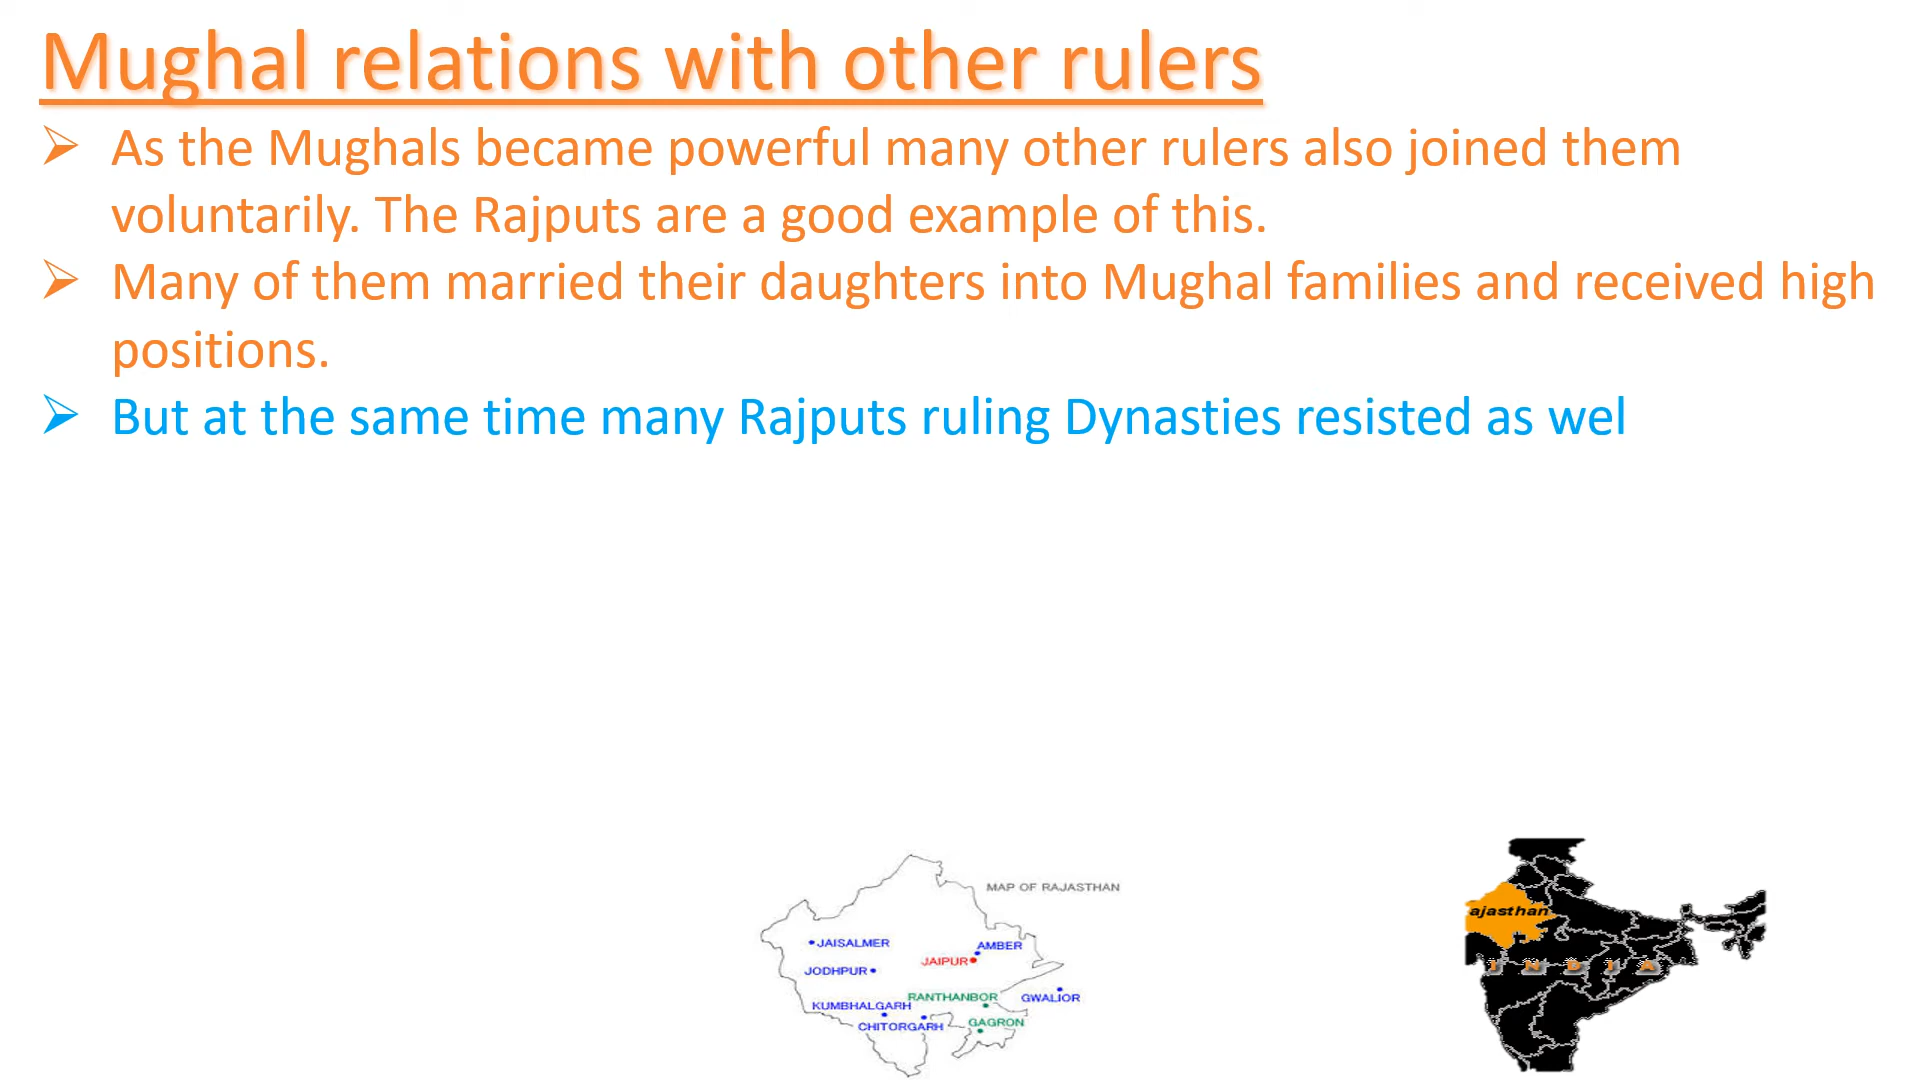 Mughal relations with other rulers
➢ As the Mughals became powerful many other rulers also joined them
voluntarily. The Rajputs are a good example of this.
➢ Many of them married their daughters into Mughal families and received high
positions.
➢ But at the same time many Rajputs ruling Dynasties resisted as wel
MAP OF RAJASTHAN
JAISALMER
AMBER
JAIPUR
JODHPUR
RANTHANBOR
GWALIOR
KUMBHALGARH
GAGRON
CHITORGARH
ajasthan
INDIA